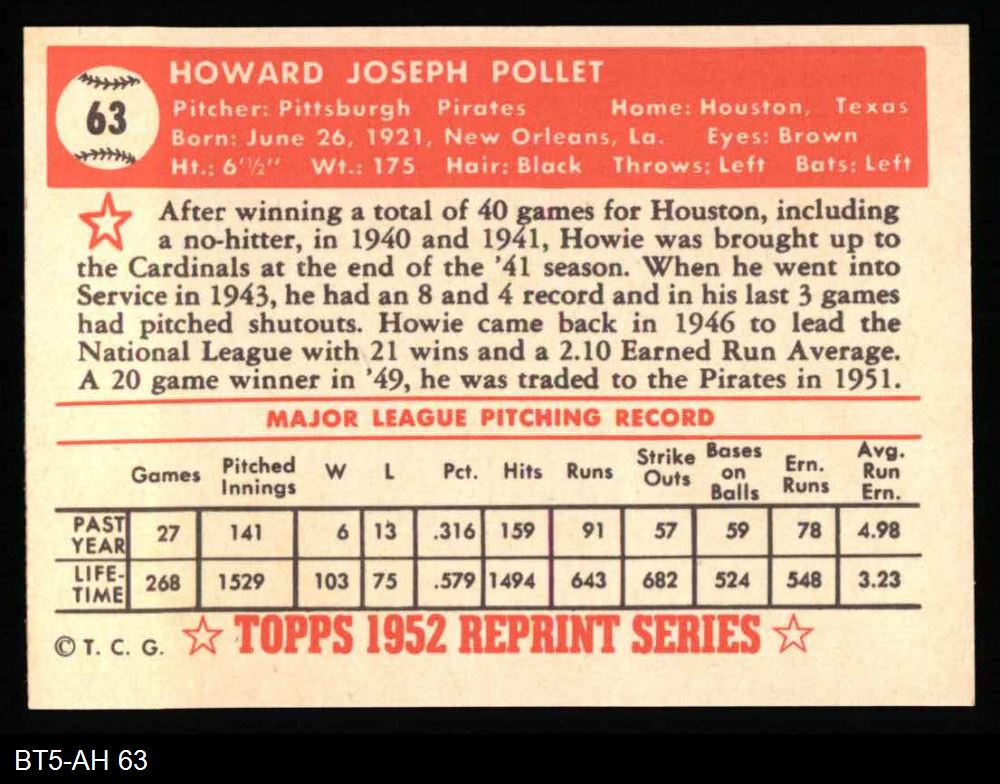 63
HOWARD JOSEPH POLLET
Pitcher: Pittsburgh Pirates Home: Houston, Texas
Born: June 26, 1921, New Orleans, La. Eyes: Brown
Ht.: 6'½" Wt.: 175 Hair: Black Throws: Left Bats: Left
After winning a total of 40 games for Houston, including
a no-hitter, in 1940 and 1941, Howie was brought up to
the Cardinals at the end of the '41 season. When he went into
Service in 1943, he had an 8 and 4 record and in his last 3 games
had pitched shutouts. Howie came back in 1946 to lead the
National League with 21 wins and a 2.10 Earned Run Average.
A 20 game winner in '49, he was traded to the Pirates in 1951.
MAJOR LEAGUE PITCHING RECORD
Games Pitched Innings W L Pct. Hits Runs Strike Outs Bases on Balls Ern. Runs Avg. Run Ern.
PAST YEAR 27 141 6 13 .316 159 91 57 59 78 4.98
LIFE-TIME 268 1529 103 75 .579 1494 643 682 524 548 3.23
© T. C. G. TOPPS 1952 REPRINT SERIES
BT5-AH 63